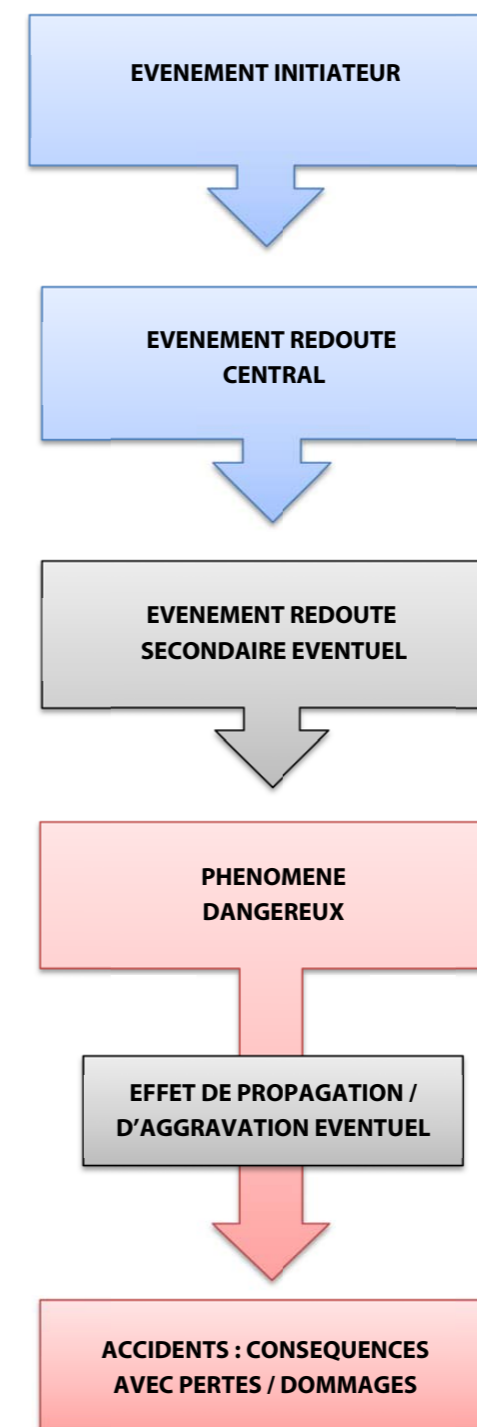 EVENEMENT INITIATEUR
EVENEMENT REDOUTE
CENTRAL
EVENEMENT REDOUTE
SECONDAIRE EVENTUEL
PHENOMENE
DANGEREUX
EFFET DE PROPAGATION /
D’AGGRAVATION EVENTUEL
ACCIDENTS : CONSEQUENCES
AVEC PERTES / DOMMAGES